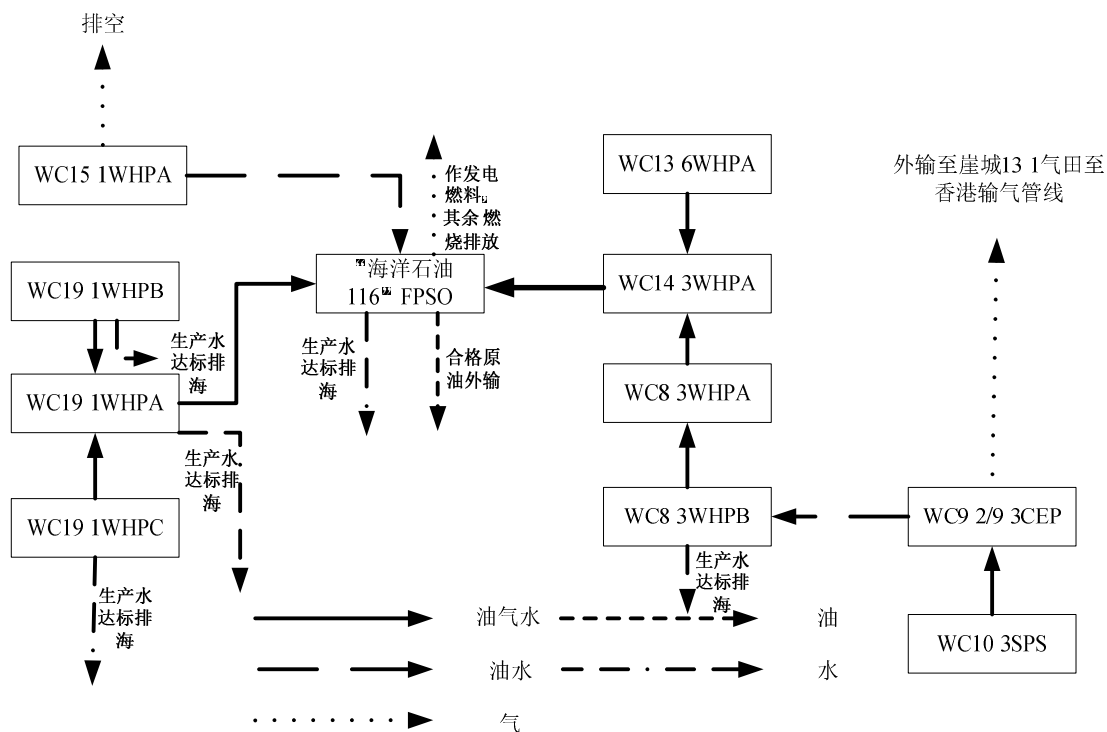 排空
WC15 1WHPA
作发电
燃料
其余 燃
烧排放
WC13 6WHPA
外输至崖城13 1气田至
香港输气管线
WC19 1WHPB
海洋石油
116 FPSO
WC14 3WHPA
生产水
达标排
海
生产水
达标排
海
合格原
油外输
WC19 1WHPA
WC8 3WHPA
生产水
达标排
海
WC19 1WHPC
WC8 3WHPB
WC9 2/9 3CEP
生产水
达标排
海
生产水
达标排
海
油气水
油
WC10 3SPS
油水
水
气